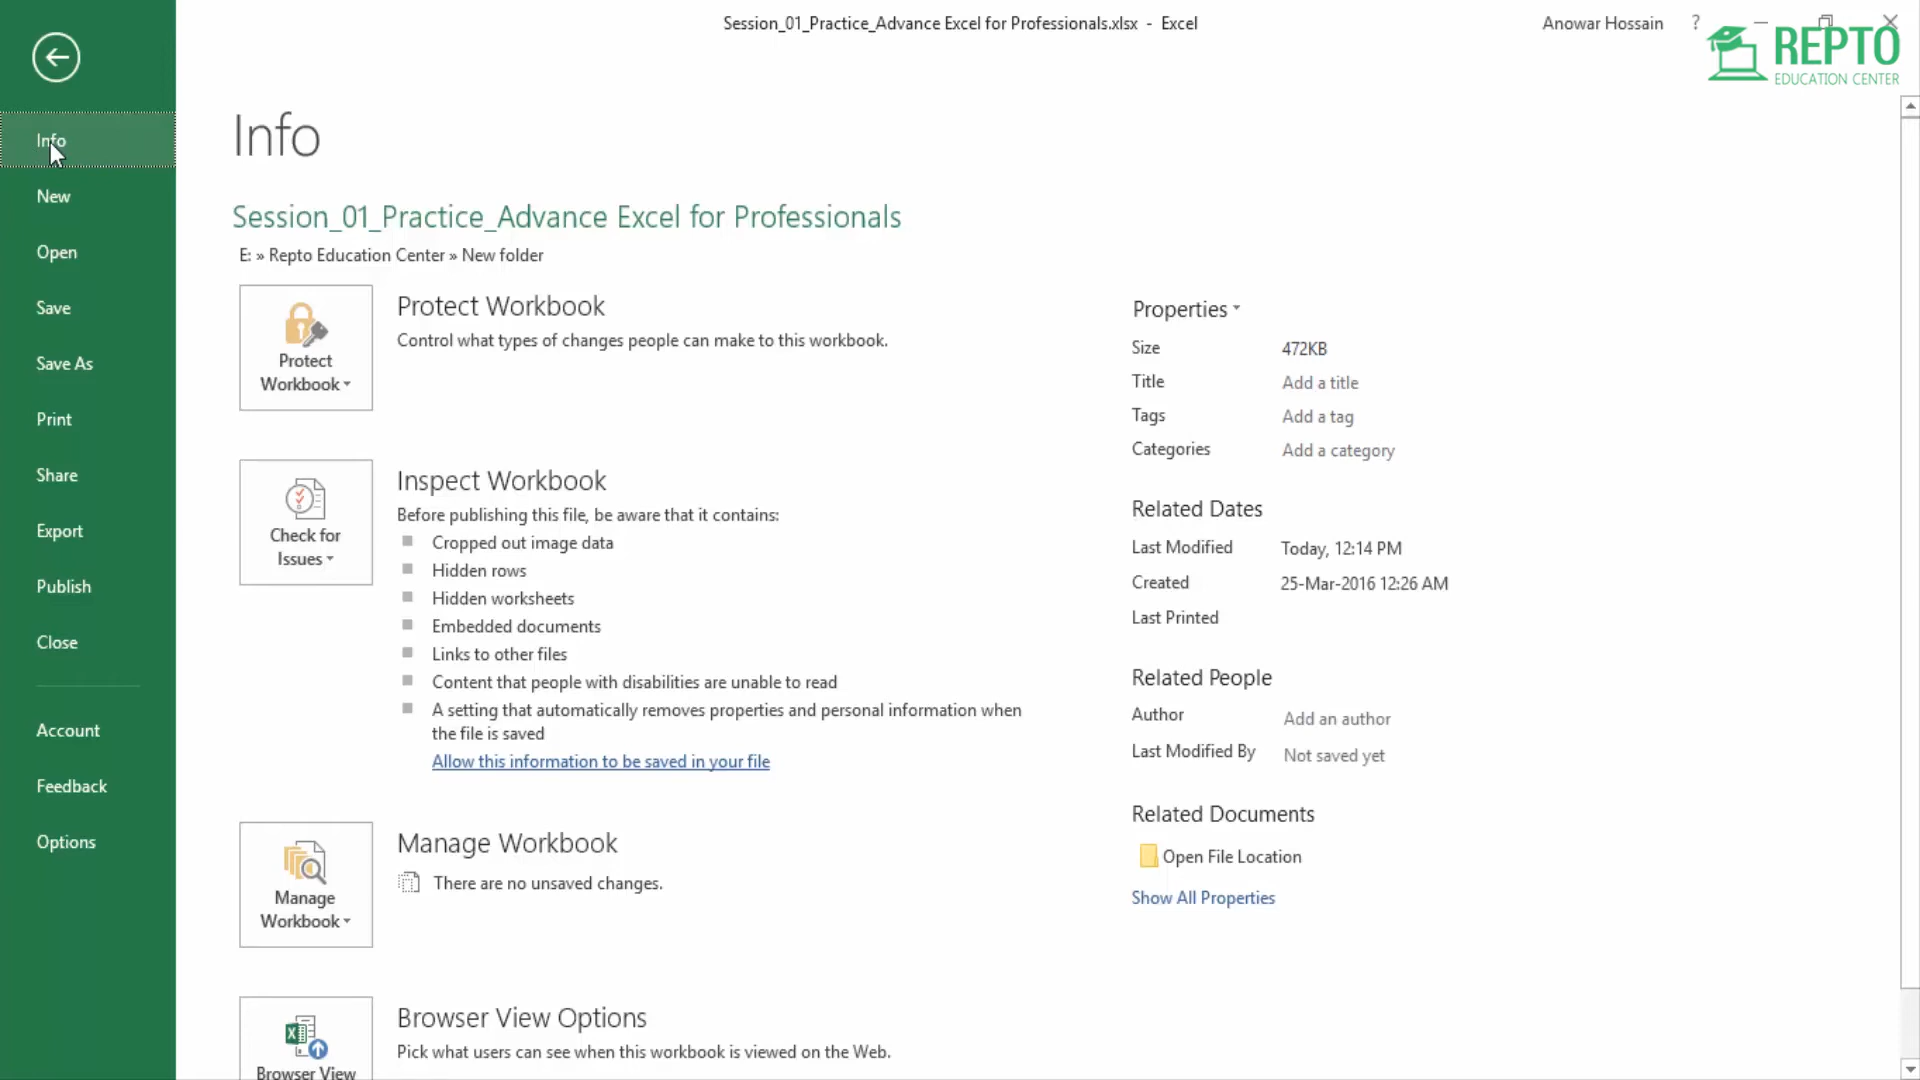 Session_01_Practice_Advance Excel for Professionals.xlsx - Excel
Anowar Hossain
?
REPTO
EDUCATION CENTER
Info
New
Open
Save
Save As
Print
Share
Export
Publish
Close
Account
Feedback
Options
Info
Session_01_Practice_Advance Excel for Professionals
E: » Repto Education Center » New folder
Protect
Workbook
Protect Workbook
Control what types of changes people can make to this workbook.
Check for
Issues
Inspect Workbook
Before publishing this file, be aware that it contains:
Cropped out image data
Hidden rows
Hidden worksheets
Embedded documents
Links to other files
Content that people with disabilities are unable to read
A setting that automatically removes properties and personal information when
the file is saved
Allow this information to be saved in your file
Manage
Workbook
Manage Workbook
There are no unsaved changes.
Browser View
Browser View Options
Pick what users can see when this workbook is viewed on the Web.
Properties
Size 472KB
Title Add a title
Tags Add a tag
Categories Add a category
Related Dates
Last Modified Today, 12:14 PM
Created 25-Mar-2016 12:26 AM
Last Printed
Related People
Author Add an author
Last Modified By Not saved yet
Related Documents
Open File Location
Show All Properties